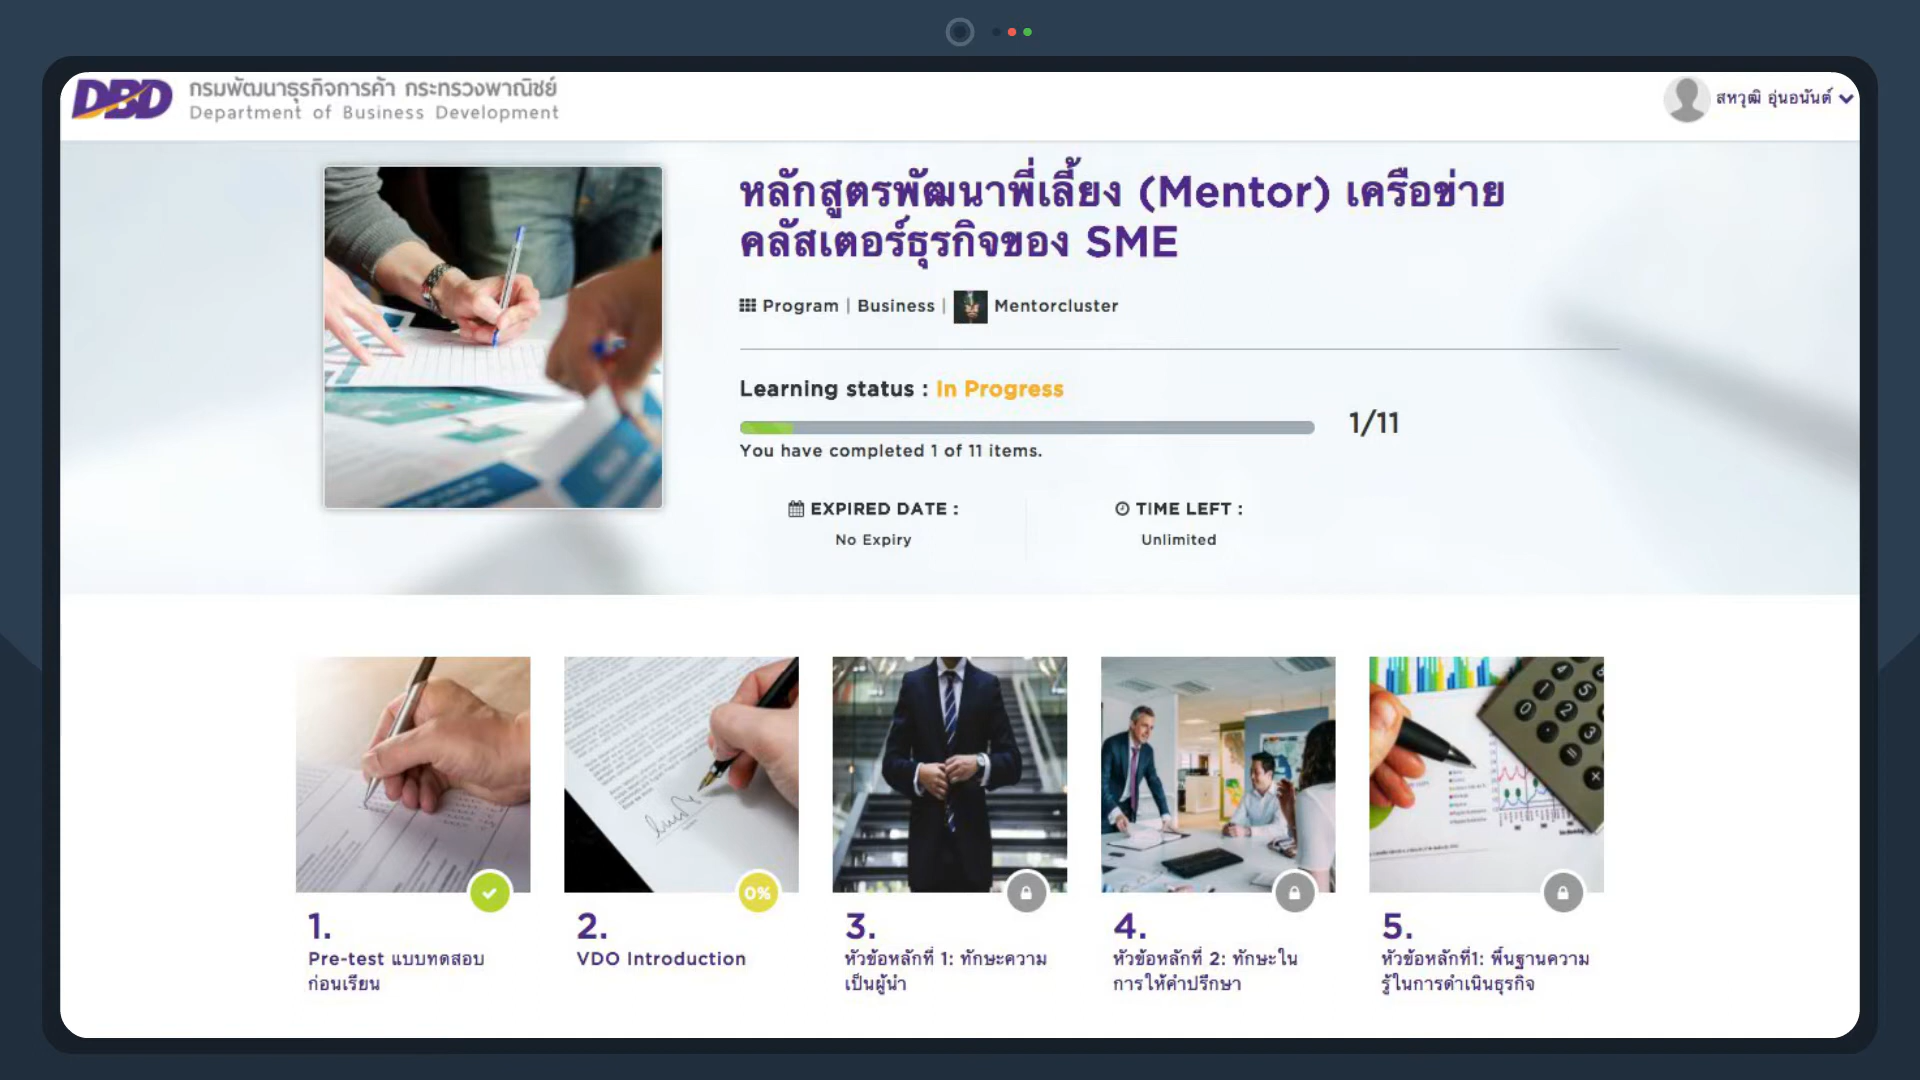 DBD
กรมพัฒนาธุรกิจการค้า กระทรวงพาณิชย์
Department of Business Development
สหวุฒิ อุ่นอนันต์
หลักสูตรพัฒนาพี่เลี้ยง (Mentor) เครือข่าย
คลัสเตอร์ธุรกิจของ SME
Program | Business | Mentorcluster
Learning status : In Progress
1/11
You have completed 1 of 11 items.
EXPIRED DATE :
No Expiry
TIME LEFT :
Unlimited
0%
1.
Pre-test แบบทดสอบ
ก่อนเรียน
2.
VDO Introduction
3.
หัวข้อหลักที่ 1: ทักษะความ
เป็นผู้นำ
4.
หัวข้อหลักที่ 2: ทักษะใน
การให้คำปรึกษา
5.
หัวข้อหลักที่1: พื้นฐานความ
รู้ในการดำเนินธุรกิจ